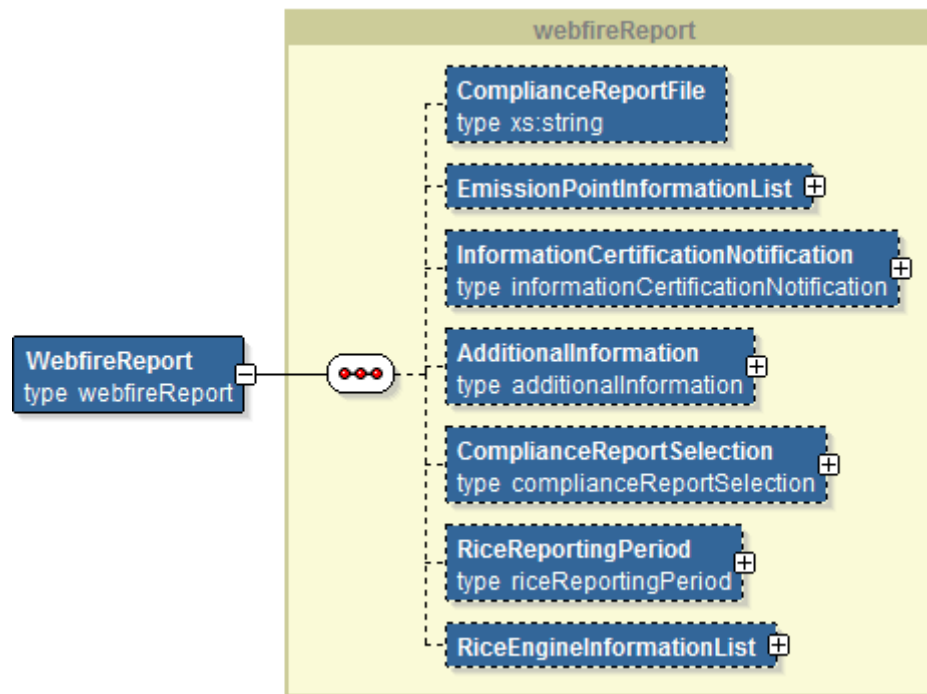 webfireReport
ComplianceReportFile
type xs:string
EmissionPointInformationList
InformationCertificationNotification
type informationCertificationNotification
WebfireReport
type webfireReport
AdditionalInformation
type additionalInformation
ComplianceReportSelection
type complianceReportSelection
RiceReportingPeriod
type riceReportingPeriod
RiceEngineInformationList